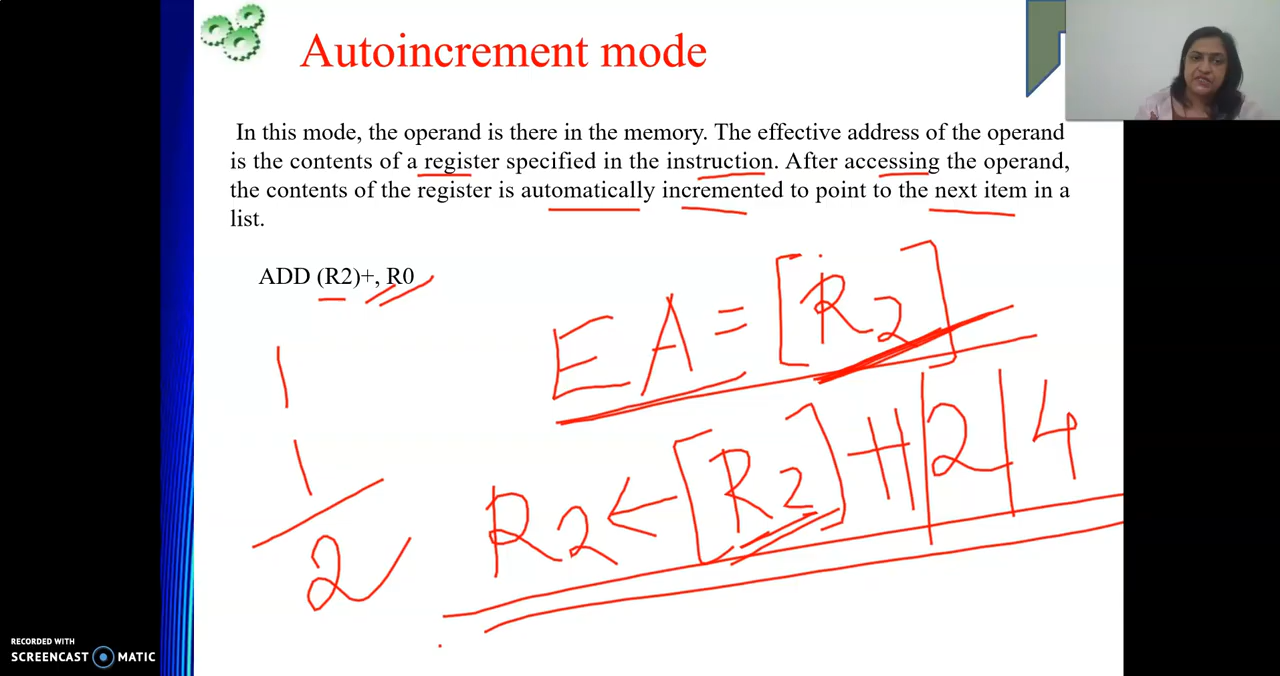 Autoincrement mode
In this mode, the operand is there in the memory. The effective address of the operand
is the contents of a register specified in the instruction. After accessing the operand,
the contents of the register is automatically incremented to point to the next item in a
list.
ADD (R2)+, R0
EA = [R2]
1
1
2
R2 ← [R2] + 1 | 2 | 4
RECORDED WITH
SCREENCAST MATIC